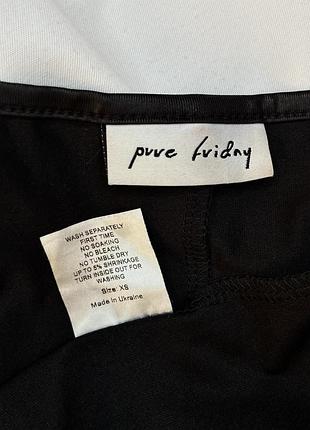 pure friday
WASH SEPARATELY
FIRST TIME
NO SOAKING
NO BLEACH
NO TUMBLE DRY
UP TO 5% SHRINKAGE
TURN INSIDE OUT FOR
WASHING
Size: XS
Made in Ukraine